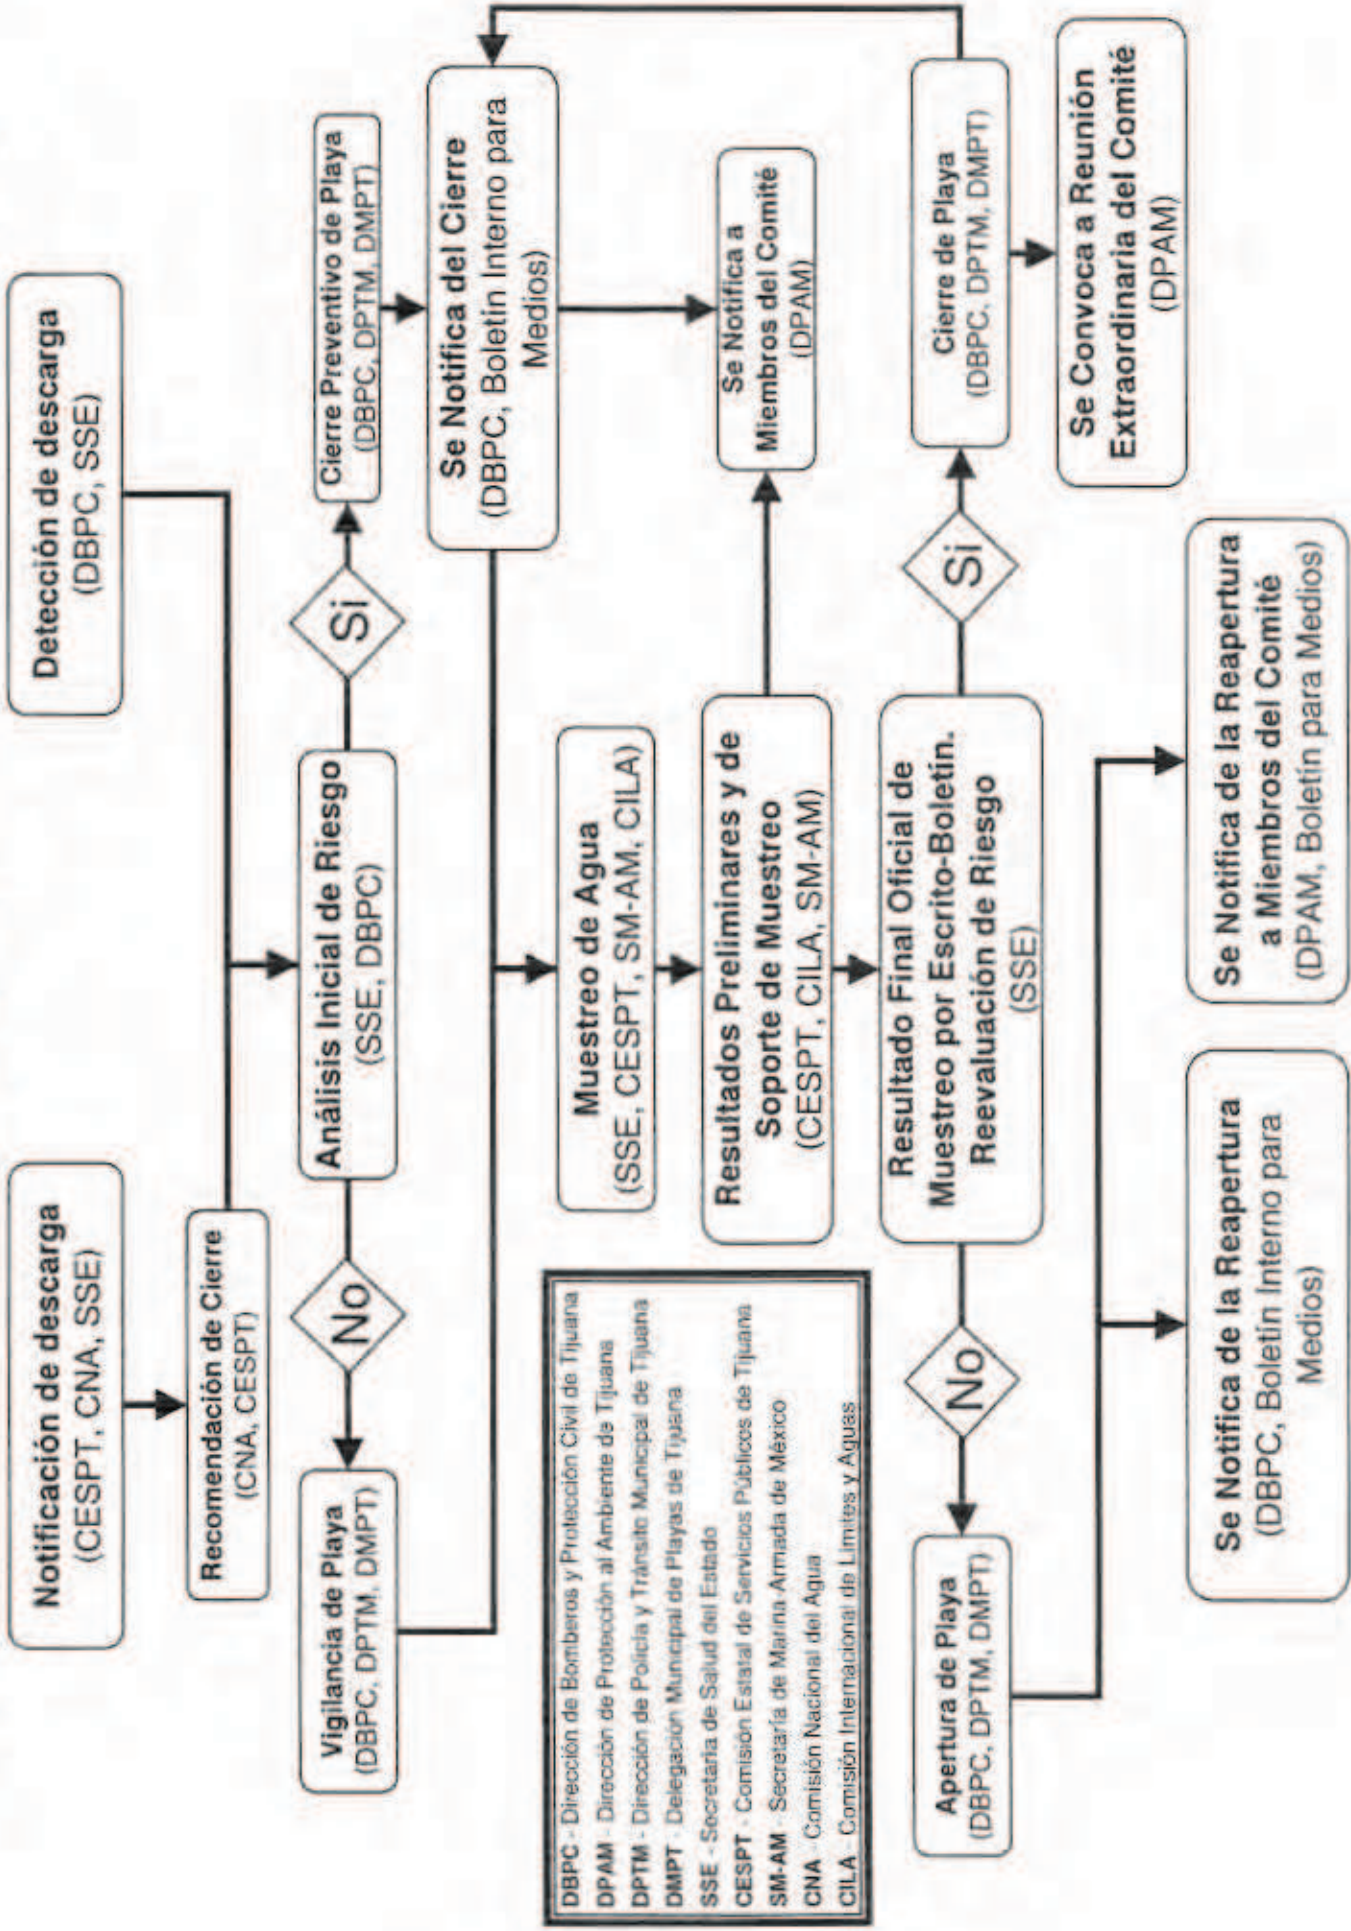 Notificación de descarga
(CESPT, CNA, SSE)
Detección de descarga
(DBPC, SSE)
Recomendación de Cierre
(CNA, CESPT)
Análisis Inicial de Riesgo
(SSE, DBPC)
No
Si
Vigilancia de Playa
(DBPC, DPTM, DMPT)
Cierre Preventivo de Playa
(DBPC, DPTM, DMPT)
Se Notifica del Cierre
(DBPC, Boletín Interno para
Medios)
Muestreo de Agua
(SSE, CESPT, SM-AM, CILA)
Resultados Preliminares y de
Soporte de Muestreo
(CESPT, CILA, SM-AM)
Se Notifica a
Miembros del Comité
(DPAM)
DBPC - Dirección de Bomberos y Protección Civil de Tijuana
DPAM - Dirección de Protección al Ambiente de Tijuana
DPTM - Dirección de Policía y Tránsito Municipal de Tijuana
DMPT - Delegación Municipal de Playas de Tijuana
SSE - Secretaría de Salud del Estado
CESPT - Comisión Estatal de Servicios Públicos de Tijuana
SM-AM - Secretaría de Marina-Armada de México
CNA - Comisión Nacional del Agua
CILA - Comisión Internacional de Límites y Aguas
Resultado Final Oficial de
Muestreo por Escrito-Boletín.
Reevaluación de Riesgo
(SSE)
No
Si
Apertura de Playa
(DBPC, DPTM, DMPT)
Cierre de Playa
(DBPC, DPTM, DMPT)
Se Convoca a Reunión
Extraordinaria del Comité
(DPAM)
Se Notifica de la Reapertura
(DBPC, Boletín Interno para
Medios)
Se Notifica de la Reapertura
a Miembros del Comité
(DPAM, Boletín para Medios)